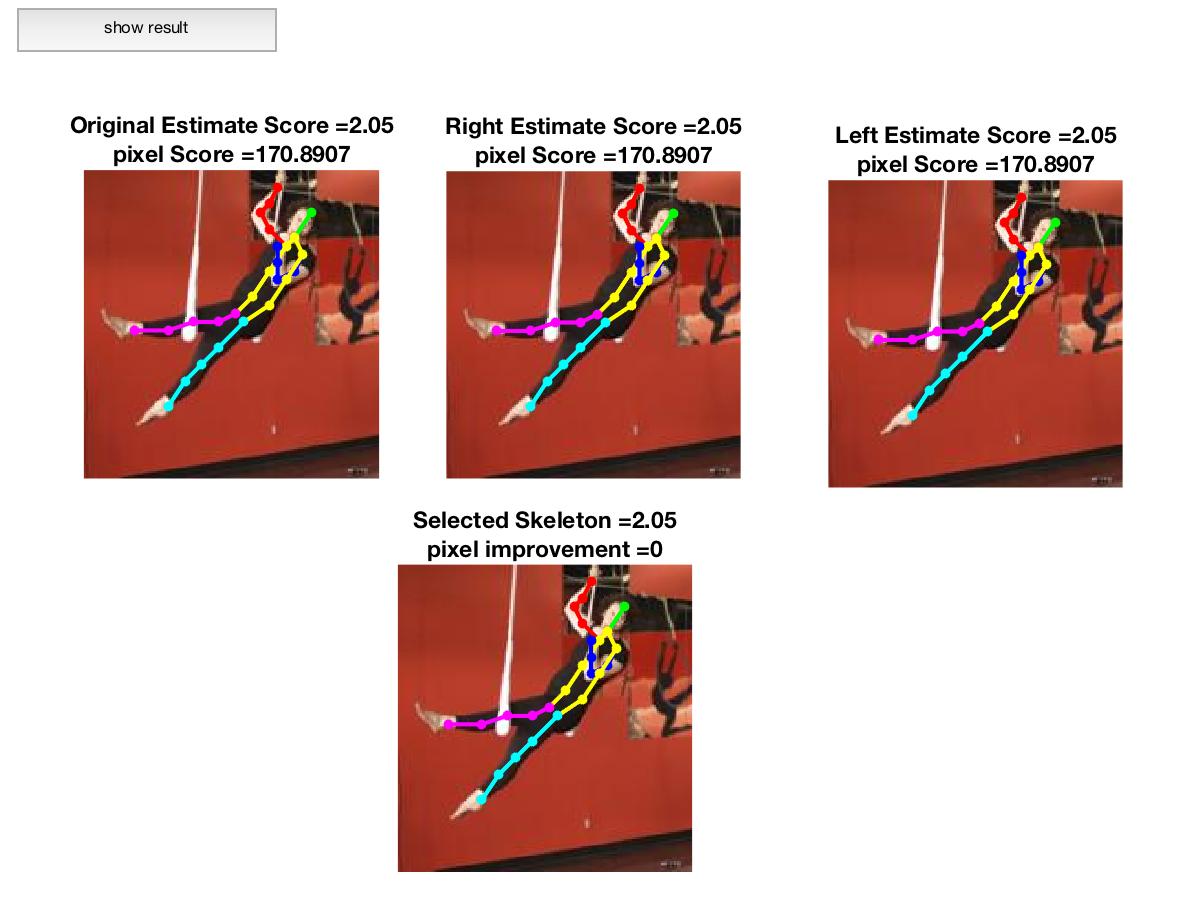 show result
Original Estimate Score =2.05
pixel Score =170.8907
Right Estimate Score =2.05
pixel Score =170.8907
Left Estimate Score =2.05
pixel Score =170.8907
Selected Skeleton =2.05
pixel improvement =0